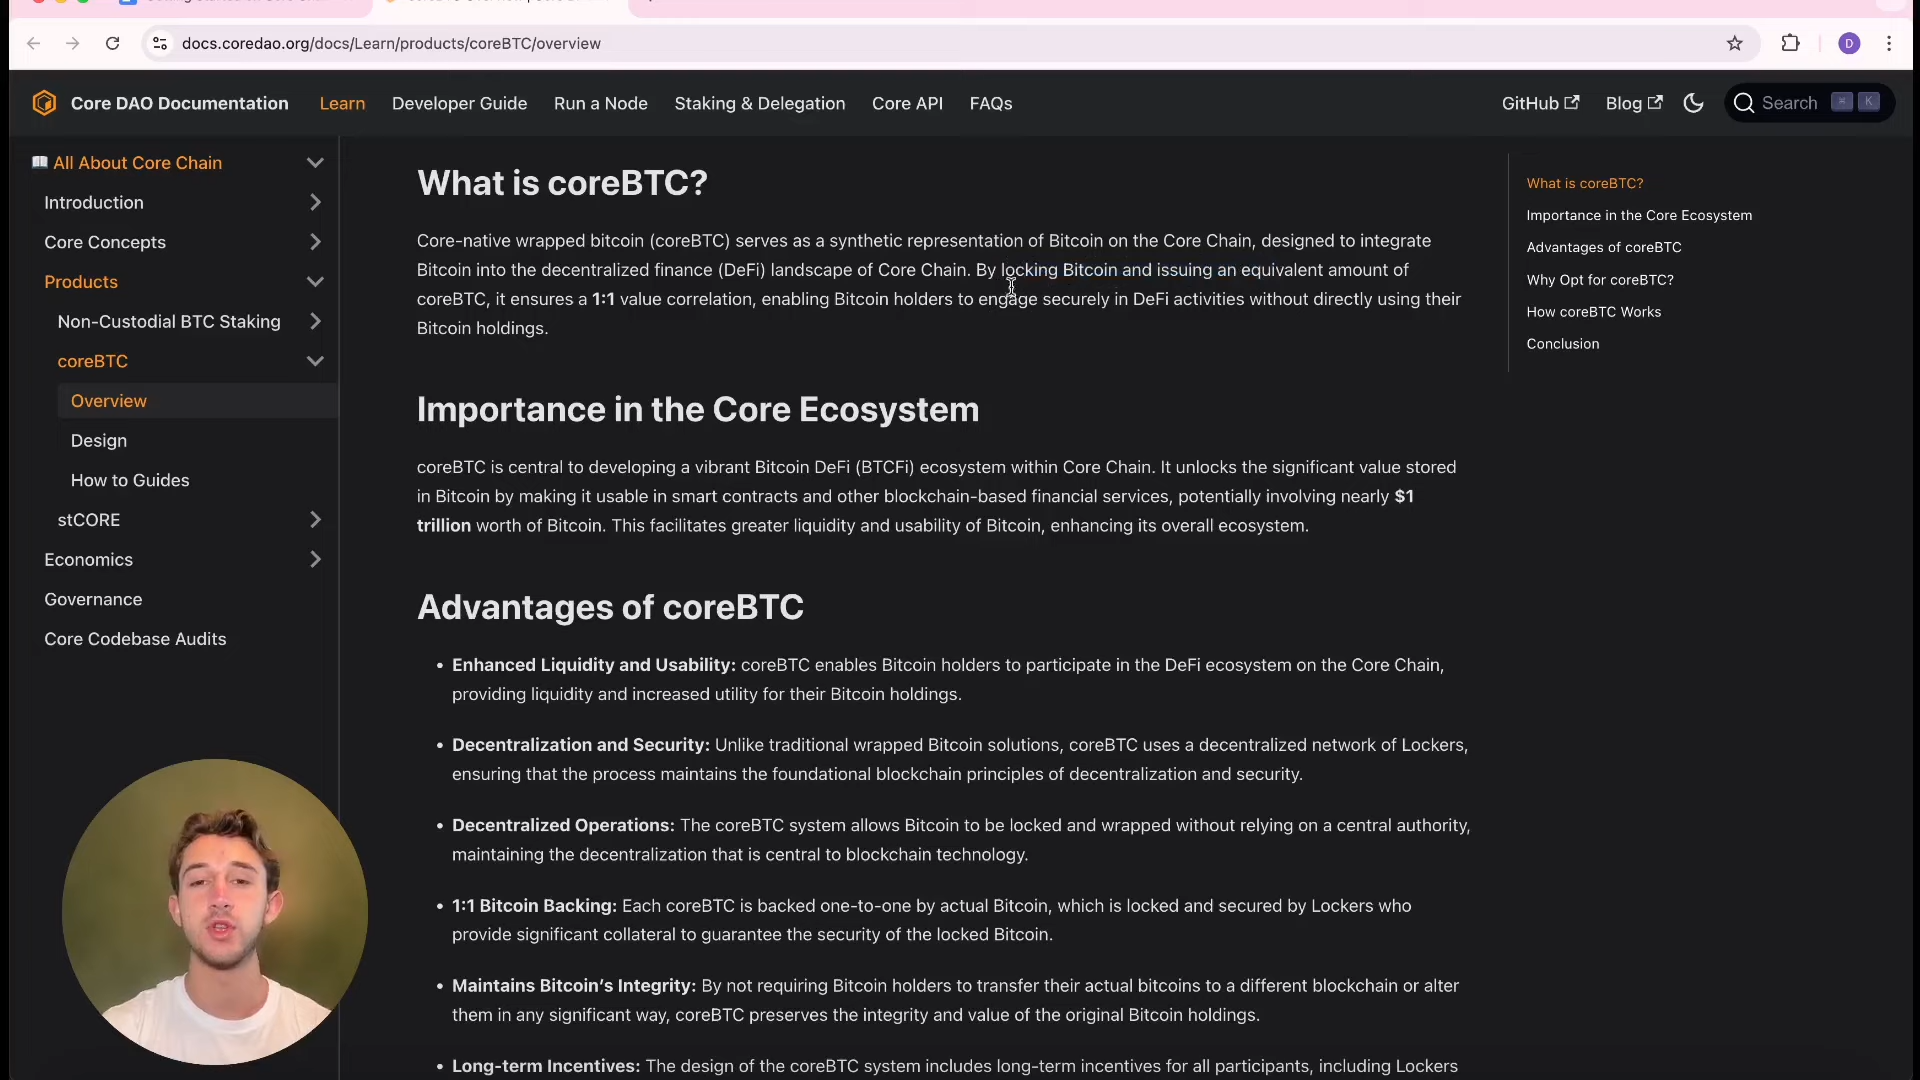 docs.coredao.org/docs/Learn/products/coreBTC/overview
D
Core DAO Documentation
Learn
Developer Guide
Run a Node
Staking & Delegation
Core API
FAQs
GitHub
Blog
Search
⌘
K
All About Core Chain
Introduction
Core Concepts
Products
Non-Custodial BTC Staking
coreBTC
Overview
Design
How to Guides
stCORE
Economics
Governance
Core Codebase Audits
What is coreBTC?
Core-native wrapped bitcoin (coreBTC) serves as a synthetic representation of Bitcoin on the Core Chain, designed to integrate
Bitcoin into the decentralized finance (DeFi) landscape of Core Chain. By locking Bitcoin and issuing an equivalent amount of
coreBTC, it ensures a 1:1 value correlation, enabling Bitcoin holders to engage securely in DeFi activities without directly using their
Bitcoin holdings.
Importance in the Core Ecosystem
coreBTC is central to developing a vibrant Bitcoin DeFi (BTCFi) ecosystem within Core Chain. It unlocks the significant value stored
in Bitcoin by making it usable in smart contracts and other blockchain-based financial services, potentially involving nearly $1
trillion worth of Bitcoin. This facilitates greater liquidity and usability of Bitcoin, enhancing its overall ecosystem.
Advantages of coreBTC
• Enhanced Liquidity and Usability: coreBTC enables Bitcoin holders to participate in the DeFi ecosystem on the Core Chain,
providing liquidity and increased utility for their Bitcoin holdings.
• Decentralization and Security: Unlike traditional wrapped Bitcoin solutions, coreBTC uses a decentralized network of Lockers,
ensuring that the process maintains the foundational blockchain principles of decentralization and security.
• Decentralized Operations: The coreBTC system allows Bitcoin to be locked and wrapped without relying on a central authority,
maintaining the decentralization that is central to blockchain technology.
• 1:1 Bitcoin Backing: Each coreBTC is backed one-to-one by actual Bitcoin, which is locked and secured by Lockers who
provide significant collateral to guarantee the security of the locked Bitcoin.
• Maintains Bitcoin's Integrity: By not requiring Bitcoin holders to transfer their actual bitcoins to a different blockchain or alter
them in any significant way, coreBTC preserves the integrity and value of the original Bitcoin holdings.
• Long-term Incentives: The design of the coreBTC system includes long-term incentives for all participants, including Lockers
What is coreBTC?
Importance in the Core Ecosystem
Advantages of coreBTC
Why Opt for coreBTC?
How coreBTC Works
Conclusion